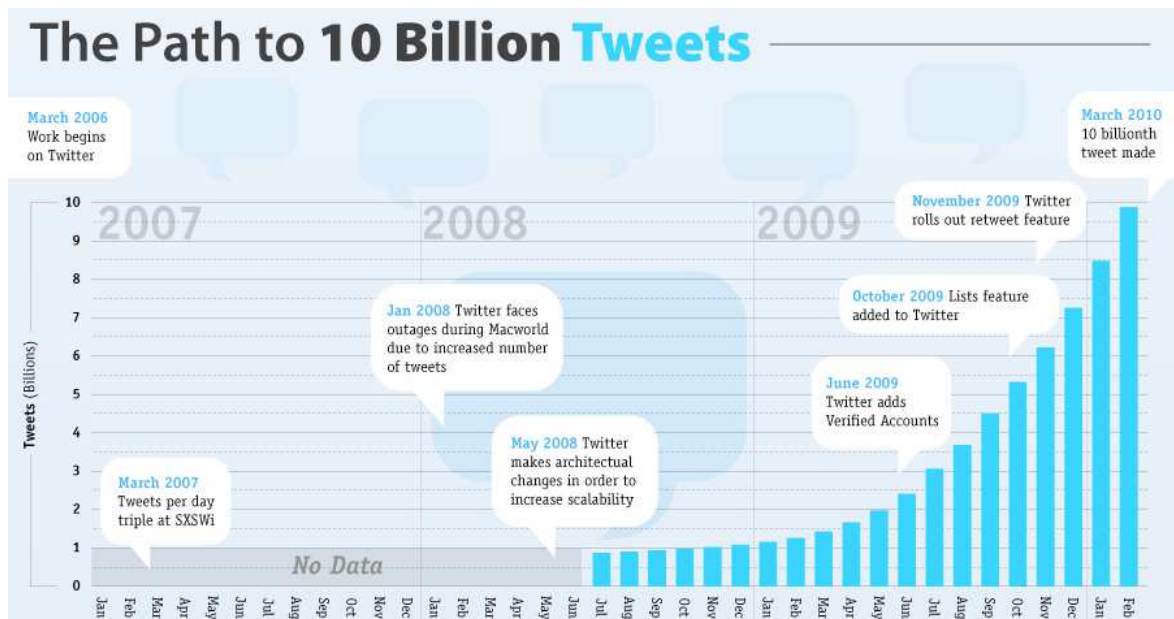 The Path to 10 Billion Tweets
March 2006
Work begins
on Twitter
March 2010
10 billionth
tweet made
November 2009 Twitter
rolls out retweet feature
2007
2008
2009
October 2009 Lists feature
added to Twitter
Jan 2008 Twitter faces
outages during Macworld
due to increased number
of tweets
June 2009
Twitter adds
Verified Accounts
May 2008 Twitter
makes architectual
changes in order to
increase scalability
March 2007
Tweets per day
triple at SXSWi
No Data
Tweets (Billions)
10
9
8
7
6
5
4
3
2
1
0
Jan Feb Mar Apr May Jun Jul Aug Sep Oct Nov Dec Jan Feb Mar Apr May Jun Jul Aug Sep Oct Nov Dec Jan Feb Mar Apr May Jun Jul Aug Sep Oct Nov Dec Jan Feb